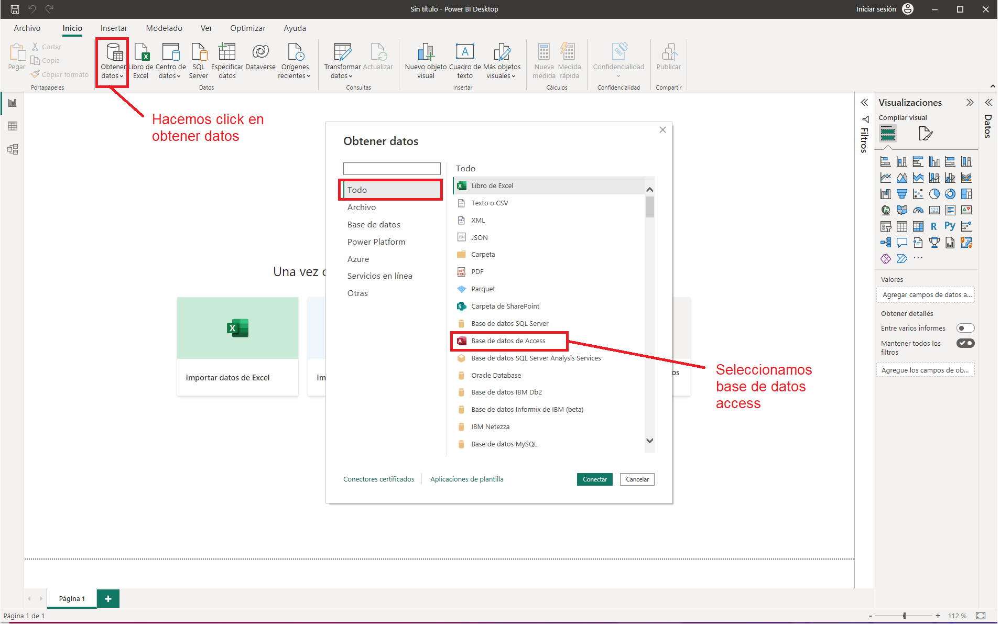 Sin título - Power BI Desktop
Iniciar sesión
Archivo
Inicio
Insertar
Modelado
Ver
Optimizar
Ayuda
Pegar
Cortar
Copia
Copiar formato
Portapapeles
Obtener
datos
Libro de
Excel
Centro de
datos
SQL
Server
Especificar
datos
Dataverse
Orígenes
recientes
Datos
Transformar
datos
Actualizar
Consultas
Nuevo objeto
visual
Cuadro de
texto
Más objetos
visuales
Insertar
Nueva
medida
Medida
rápida
Cálculos
Confidencialidad
Confidencialidad
Publicar
Compartir
Hacemos click en
obtener datos
Una vez
Importar datos de Excel
Im
os
Obtener datos
Todo
Archivo
Base de datos
Power Platform
Azure
Servicios en línea
Otras
Todo
Libro de Excel
Texto o CSV
XML
JSON
Carpeta
PDF
Parquet
Carpeta de SharePoint
Base de datos SQL Server
Base de datos de Access
Base de datos SQL Server Analysis Services
Oracle Database
Base de datos IBM Db2
Base de datos Informix de IBM (beta)
IBM Netezza
Base de datos MySQL
Conectores certificados
Aplicaciones de plantilla
Conectar
Cancelar
Seleccionamos
base de datos
access
Filtros
Visualizaciones
Compilar visual
123
R
Py
Valores
Agregar campos de datos a...
Obtener detalles
Entre varios informes
Mantener todos los
filtros
Agregue los campos de ob...
Datos
Página 1
Página 1 de 1
- + 112 %